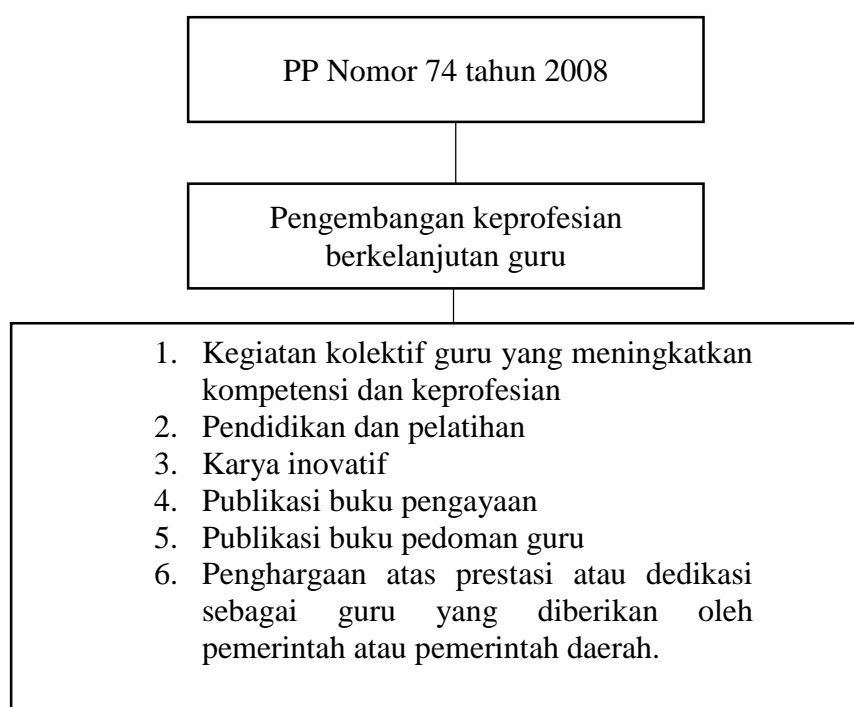 PP Nomor 74 tahun 2008
Pengembangan keprofesian
berkelanjutan guru
1. Kegiatan kolektif guru yang meningkatkan
kompetensi dan keprofesian
2. Pendidikan dan pelatihan
3. Karya inovatif
4. Publikasi buku pengayaan
5. Publikasi buku pedoman guru
6. Penghargaan atas prestasi atau dedikasi
sebagai guru yang diberikan oleh
pemerintah atau pemerintah daerah.